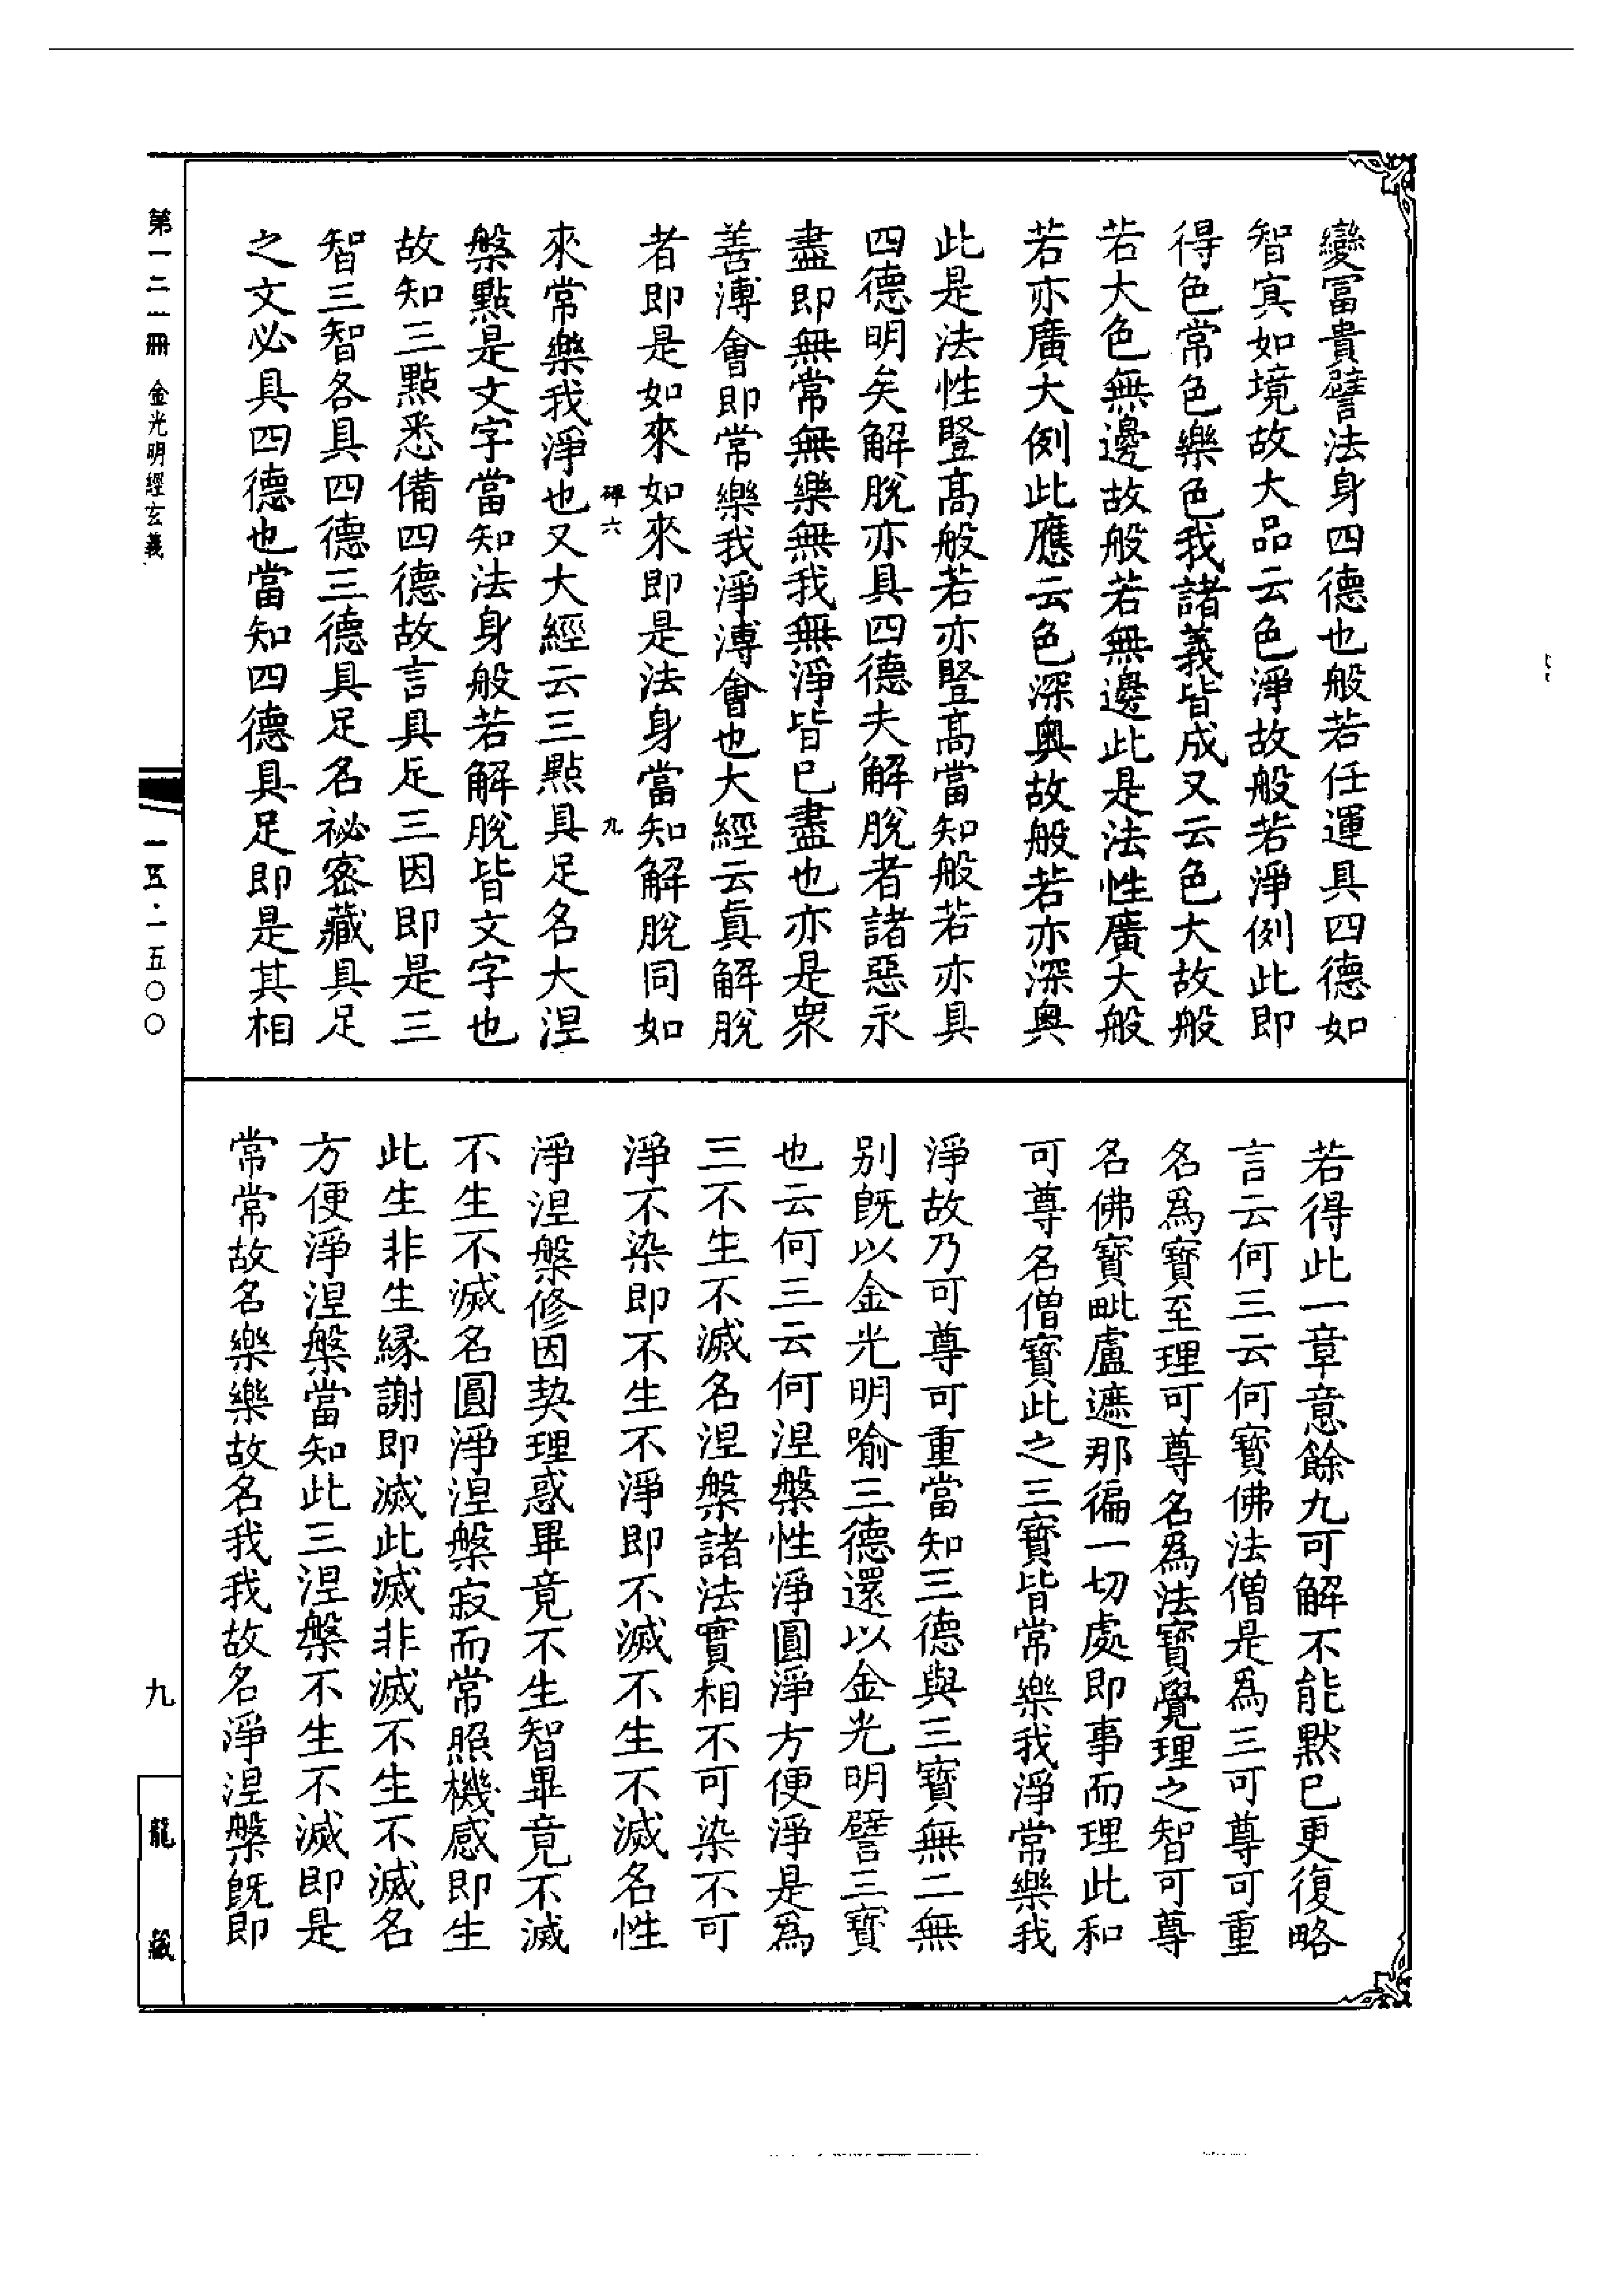 變冨貴譬法身四德也般若任運具四德如
智㝠如境故大品云色淨故般若淨例此即
得色常色樂色我諸義皆成又云色大故般
若大色無邊故般若無邊此是法性廣大般
若亦廣大例此應云色深奥故般若亦深奥
此是法性豎髙般若亦豎髙當知般若亦具
四德明矣解脫亦具四德夫解脫者諸惡永
盡即無常無樂無我無淨皆已盡也亦是衆
善溥會即常樂我淨溥會也大經云眞解脫
者即是如來如來即是法身當知解脫同如
碑六 九
來常樂我淨也又大經云三點具足名大涅
槃點是文字當知法身般若解脫皆文字也
故知三點悉備四德故言具足三因即是三
智三智各具四德三德具足名祕密藏具足
之文必具四德也當知四德具足即是其相
若得此一章意餘九可解不能默已更復略
言云何三云何寳佛法僧是爲三可尊可重
名爲寳至理可尊名爲法寳覺理之智可尊
名佛寳毗盧遮那徧一切處即事而理此和
可尊名僧寳此之三寳皆常樂我淨常樂我
淨故乃可尊可重當知三德與三寳無二無
別旣以金光明喻三德還以金光明譬三寳
也云何三云何涅槃性淨圓淨方便淨是爲
三不生不滅名涅槃諸法實相不可染不可
淨不染即不生不淨即不滅不生不滅名性
淨涅槃修因契理惑畢竟不生智畢竟不滅
不生不滅名圓淨涅槃寂而常照機感即生
此生非生緣謝即滅此滅非滅不生不滅名
方便淨涅槃當知此三涅槃不生不滅即是
常常故名樂樂故名我我故名淨涅槃旣即
第一二一冊 金光明經玄義
一五·一五〇〇
九
龍藏